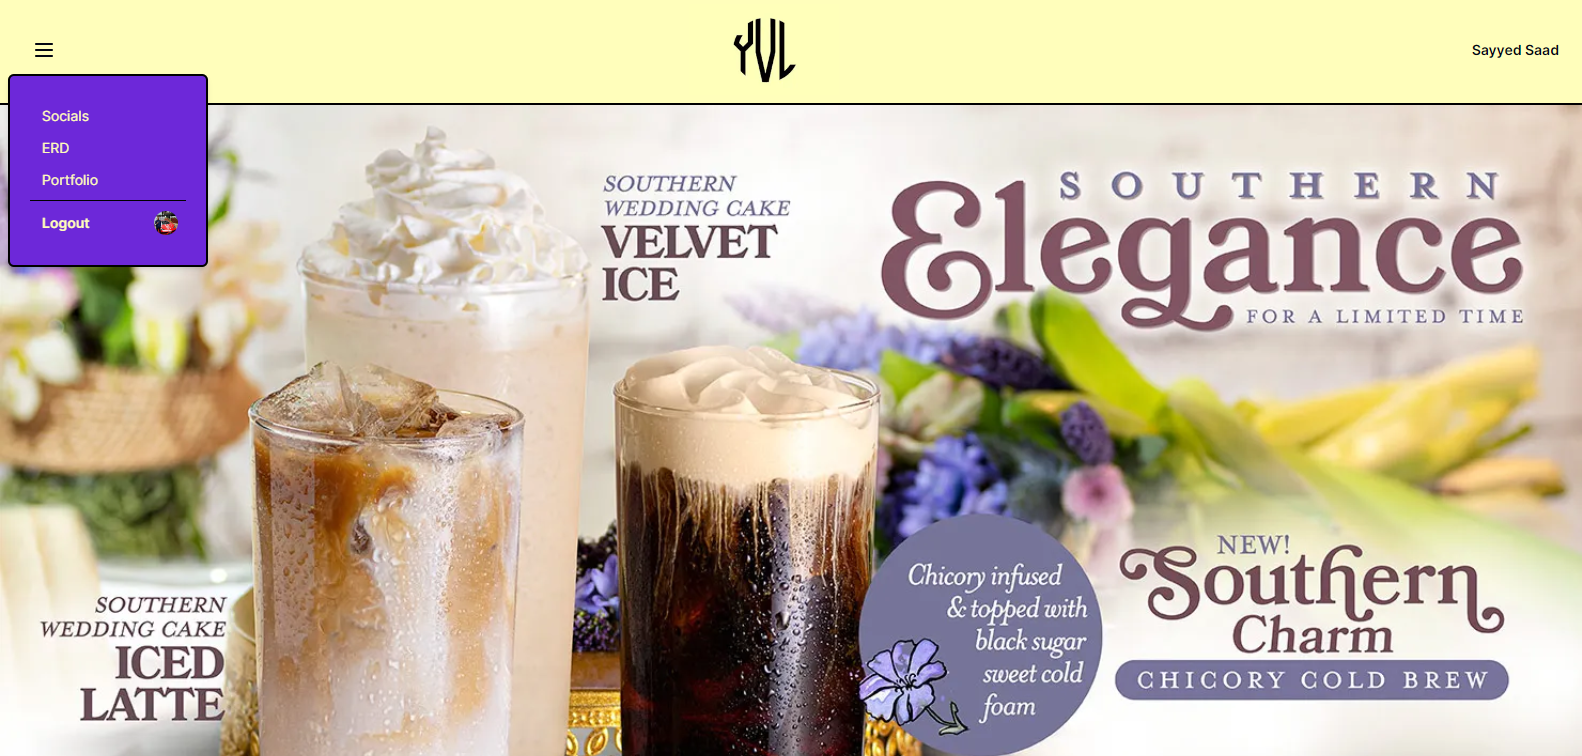 YVL
Sayyed Saad
Socials
ERD
Portfolio
Logout
SOUTHERN
WEDDING CAKE
VELVET
ICE
SOUTHERN
Elegance
FOR A LIMITED TIME
Chicory infused
& topped with
black sugar
sweet cold
foam
NEW!
Southern
Charm
CHICORY COLD BREW
SOUTHERN
WEDDING CAKE
ICED
LATTE